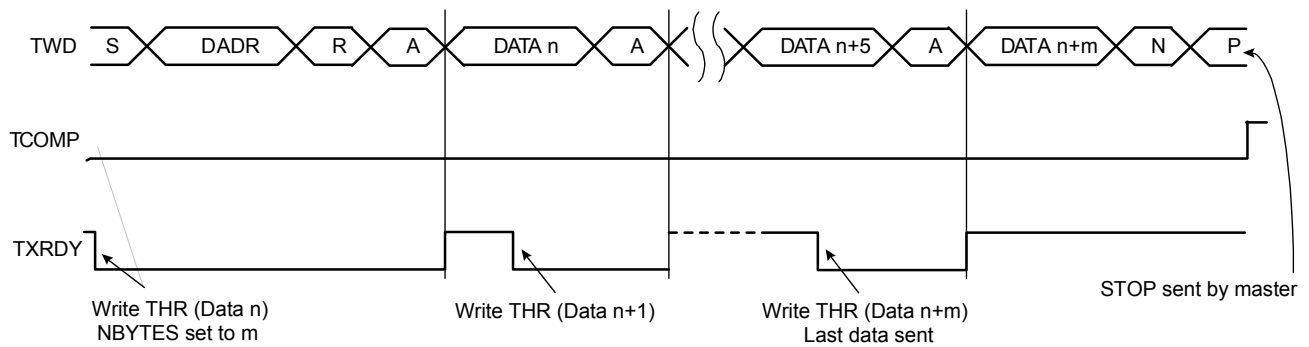 TWD S DADR R A DATA n A DATA n+5 A DATA n+m N P
TCOMP
TXRDY
Write THR (Data n)
NBYTES set to m
Write THR (Data n+1)
Write THR (Data n+m)
Last data sent
STOP sent by master